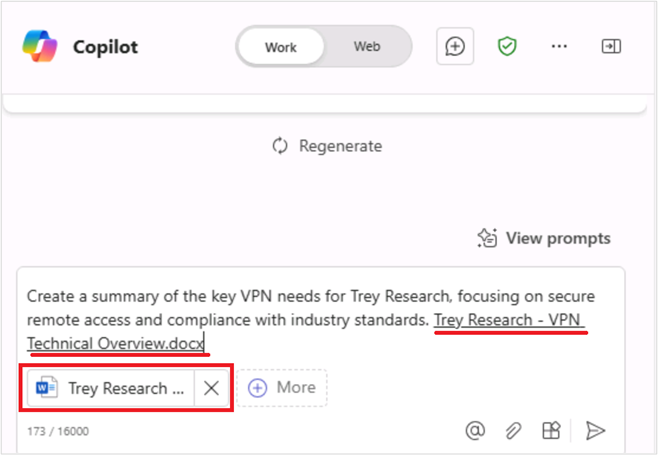 Copilot
Work
Web
Regenerate
View prompts
Create a summary of the key VPN needs for Trey Research, focusing on secure
remote access and compliance with industry standards. Trey Research - VPN
Technical Overview.docx
Trey Research ...
More
173 / 16000